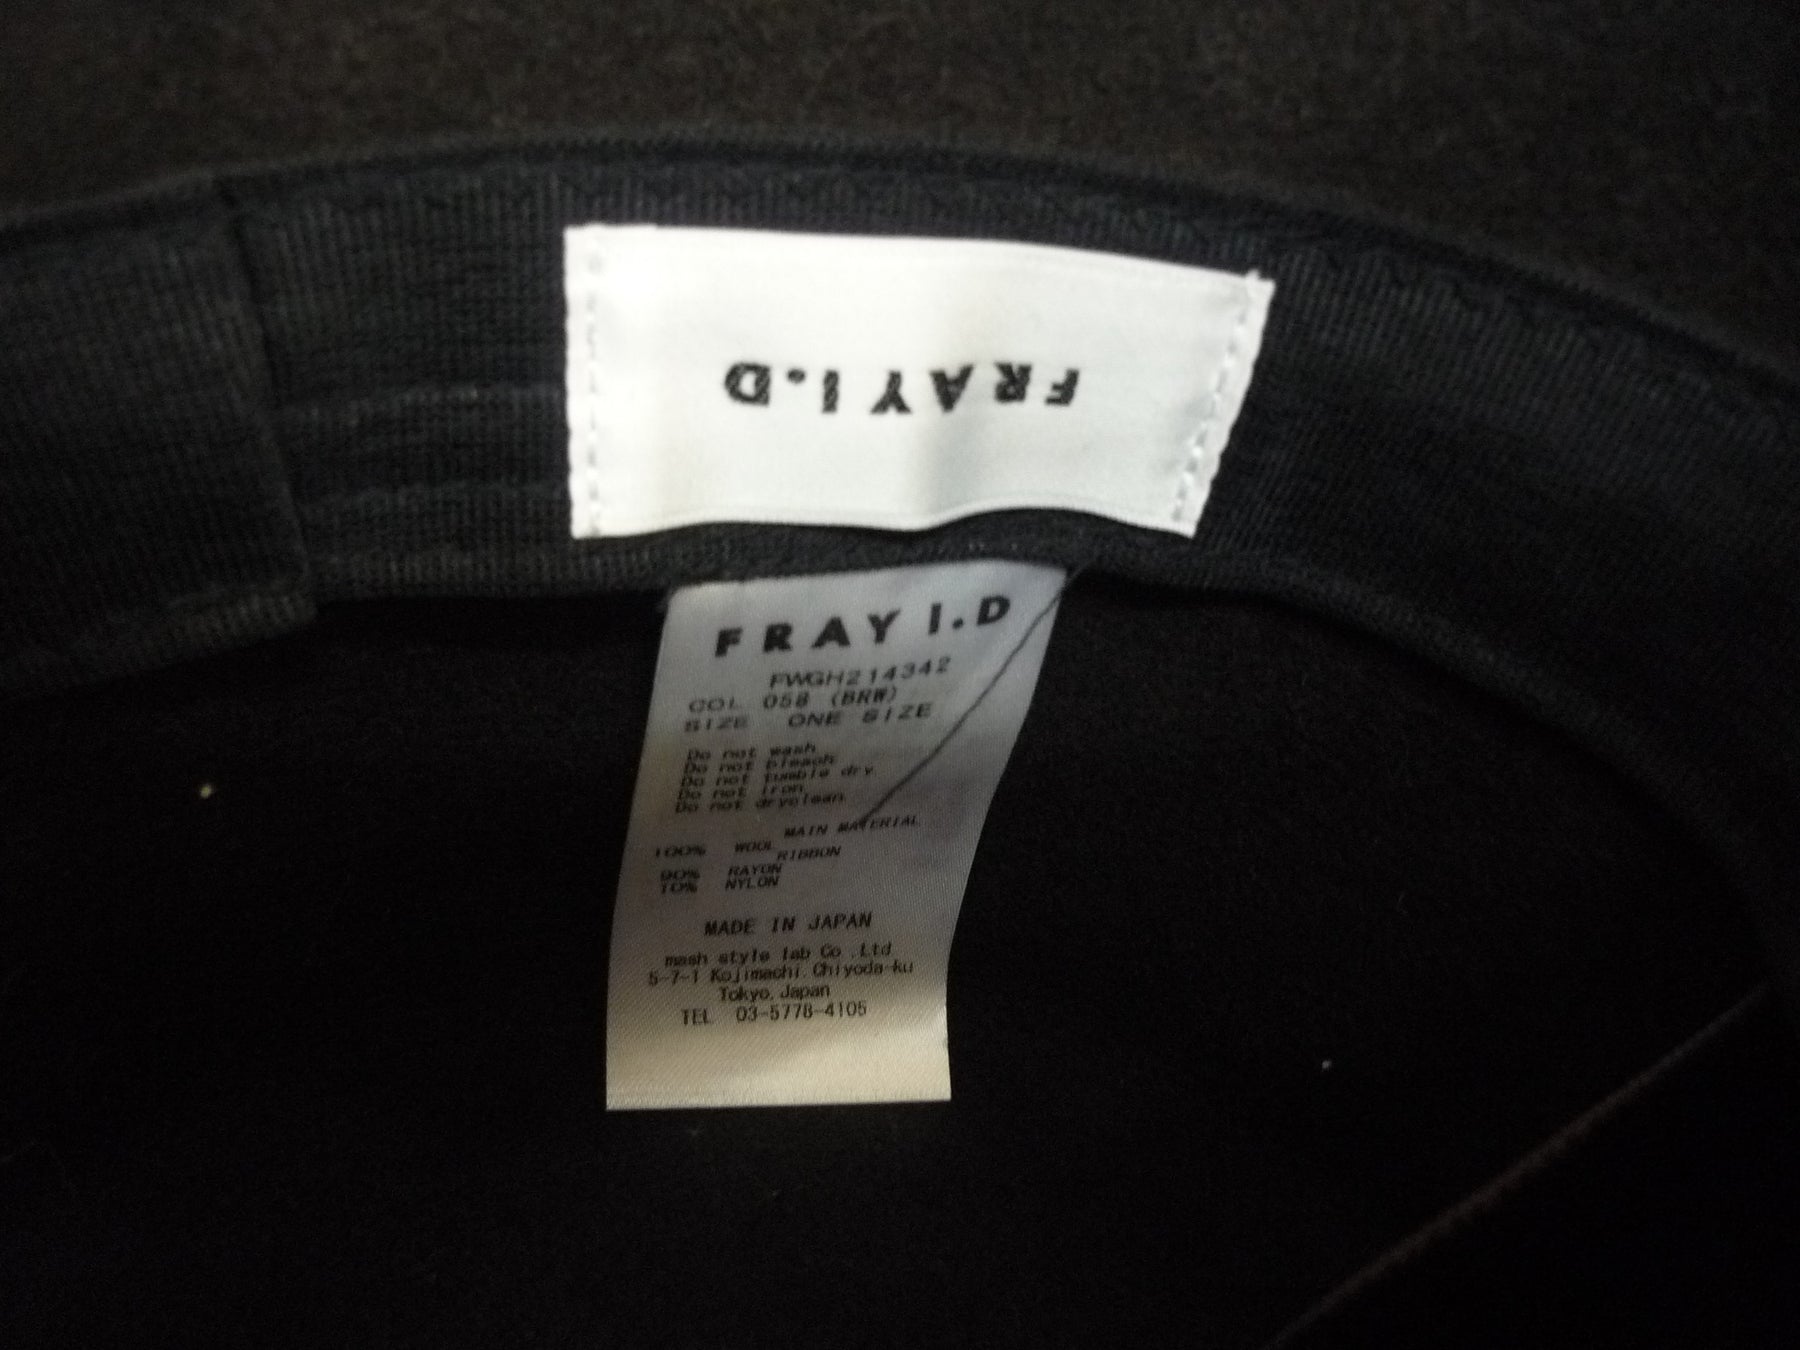 FRAY I.D
FRAY I.D
FWGH214342
COL 058 (BRW)
SIZE ONE SIZE
Do not wash
Do not bleach
Do not tumble dry
Do not iron
Do not dryclean
MAIN MATERIAL
100% WOOL
RIBBON
90% RAYON
10% NYLON
MADE IN JAPAN
mash style lab Co.,Ltd
5-7-1 Kojimachi.Chiyoda-ku
Tokyo,Japan
TEL 03-5778-4105